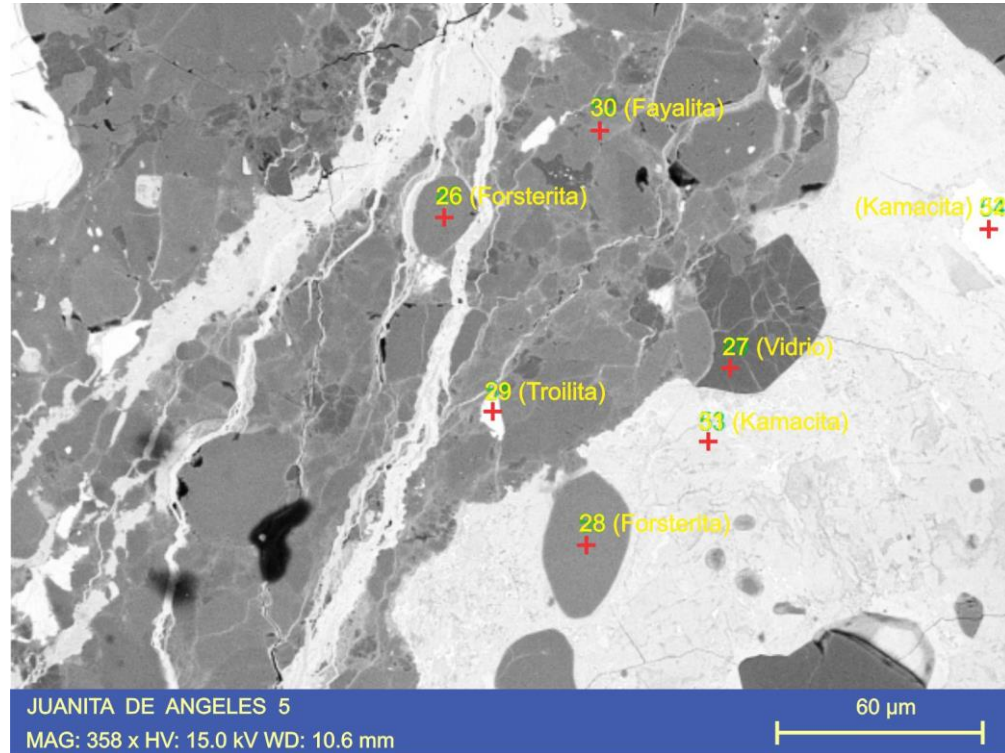 30 (Fayalita)
26 (Forsterita)
(Kamacita)
27 (Vidrio)
29 (Troilita)
53 (Kamacita)
28 (Forsterita)
JUANITA DE ANGELES 5
60 µm
MAG: 358 x HV: 15.0 kV WD: 10.6 mm